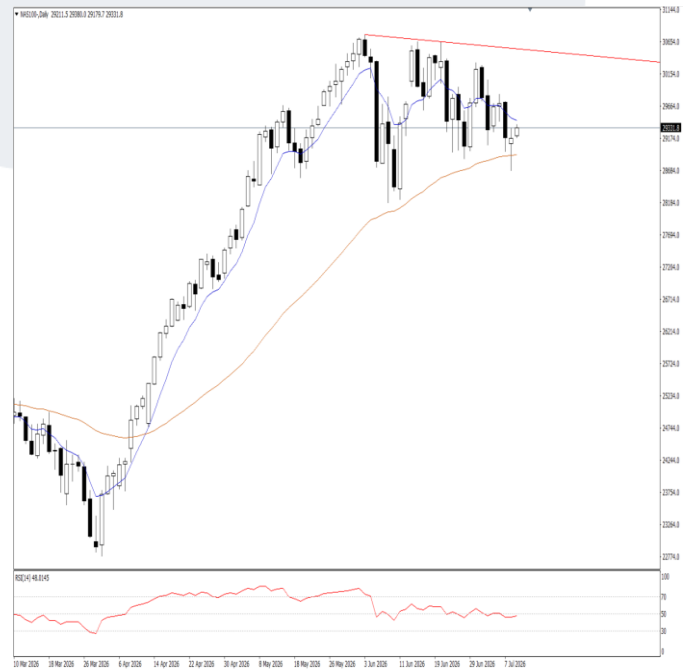 NAS100-,Daily 29211.5 29380.0 29179.7 29331.8
31144.0
30654.0
30154.0
29664.0
29331.8
29174.0
28684.0
28184.0
27694.0
27204.0
26714.0
26214.0
25724.0
25234.0
24744.0
24244.0
23754.0
23264.0
22774.0
RSI(14) 48.0145
100
70
50
30
0
10 Mar 2026
18 Mar 2026
26 Mar 2026
6 Apr 2026
14 Apr 2026
22 Apr 2026
30 Apr 2026
8 May 2026
18 May 2026
26 May 2026
3 Jun 2026
11 Jun 2026
19 Jun 2026
29 Jun 2026
7 Jul 2026